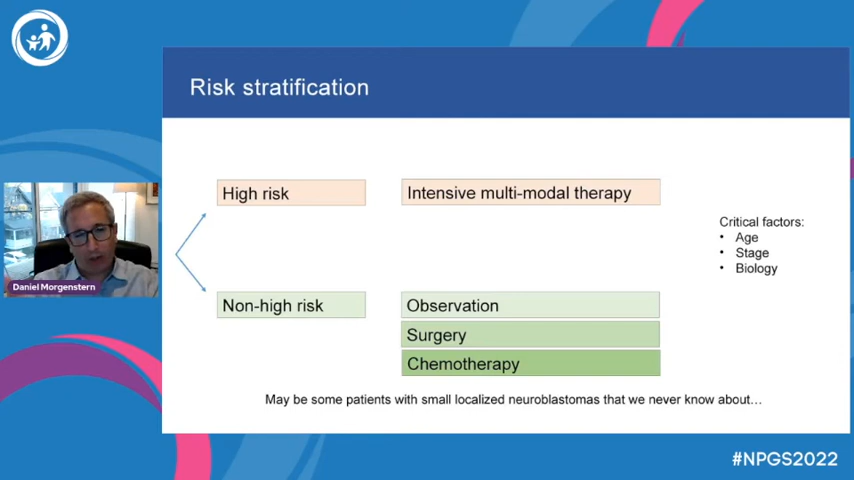 Risk stratification
High risk
Intensive multi-modal therapy
Critical factors:
• Age
• Stage
• Biology
Daniel Morgenstern
Non-high risk
Observation
Surgery
Chemotherapy
May be some patients with small localized neuroblastomas that we never know about…
#NPGS2022